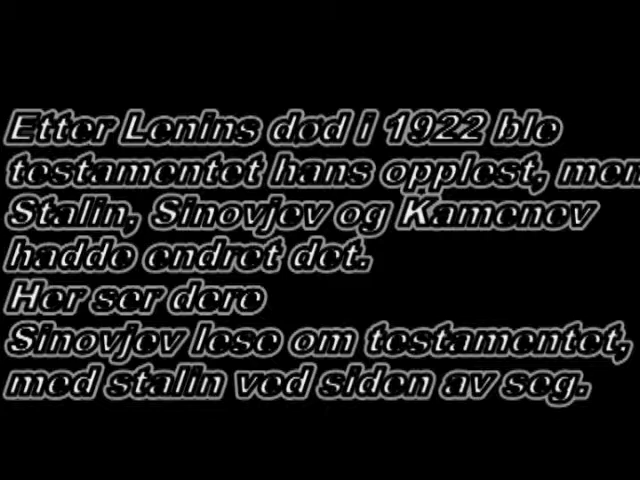 Etter Lenins død i 1922 ble
testamentet hans opplest, men
Stalin, Sinovjev og Kamenev
hadde endret det.
Her ser dere
Sinovjev lese om testamentet,
med stalin ved siden av seg.